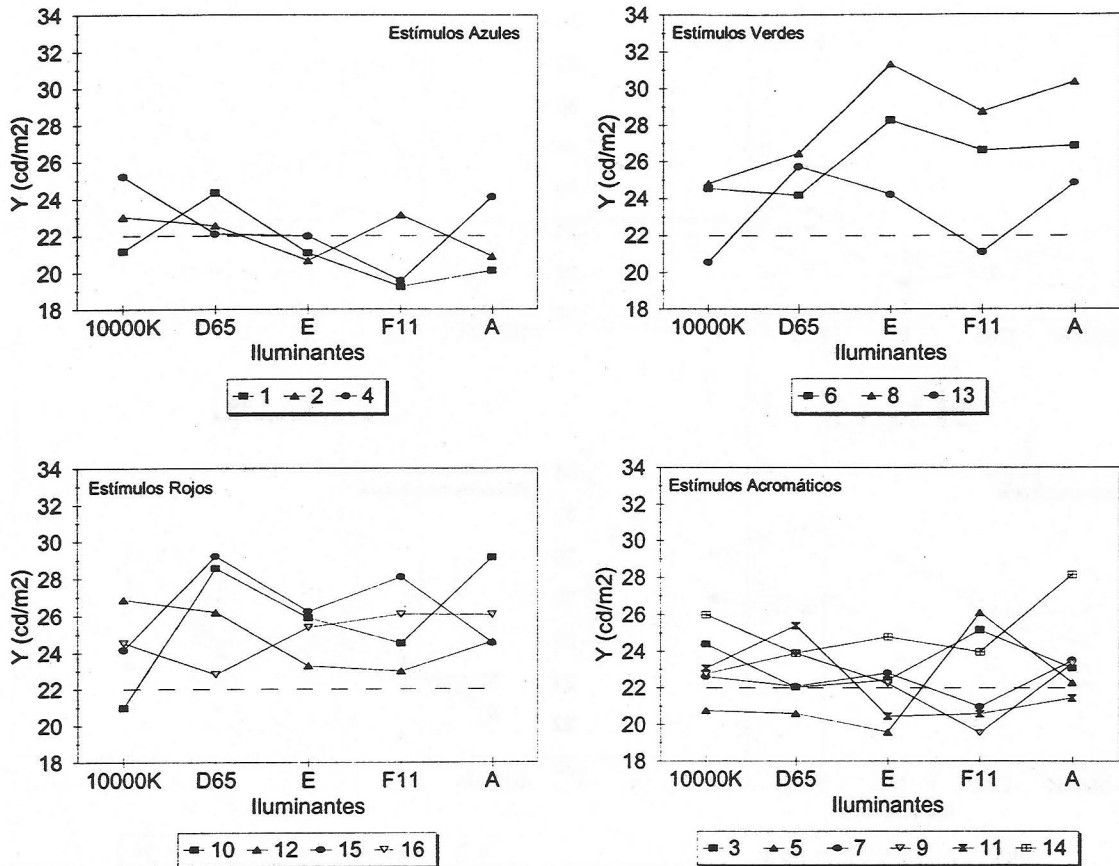 Estímulos Azules
Y (cd/m2)
34
32
30
28
26
24
22
20
18
10000K D65 E F11 A
Iluminantes
1 2 4
Estímulos Verdes
Y (cd/m2)
34
32
30
28
26
24
22
20
18
10000K D65 E F11 A
Iluminantes
6 8 13
Estímulos Rojos
Y (cd/m2)
34
32
30
28
26
24
22
20
18
10000K D65 E F11 A
Iluminantes
10 12 15 16
Estímulos Acromáticos
Y (cd/m2)
34
32
30
28
26
24
22
20
18
10000K D65 E F11 A
Iluminantes
3 5 7 9 11 14